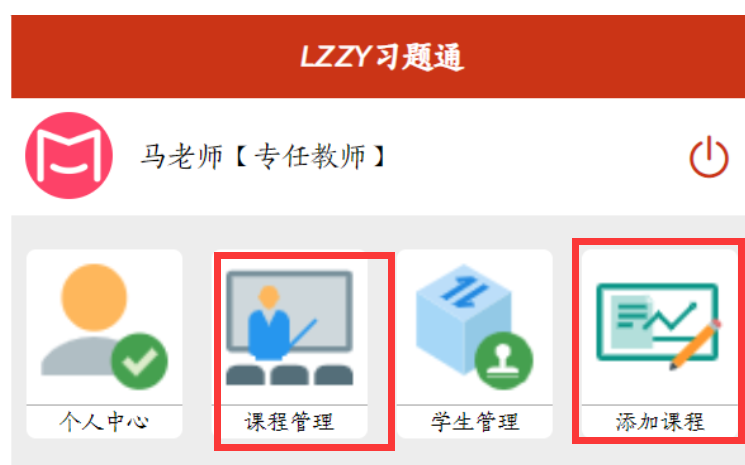 LZZY习题通
马老师【专任教师】
个人中心
课程管理
学生管理
添加课程